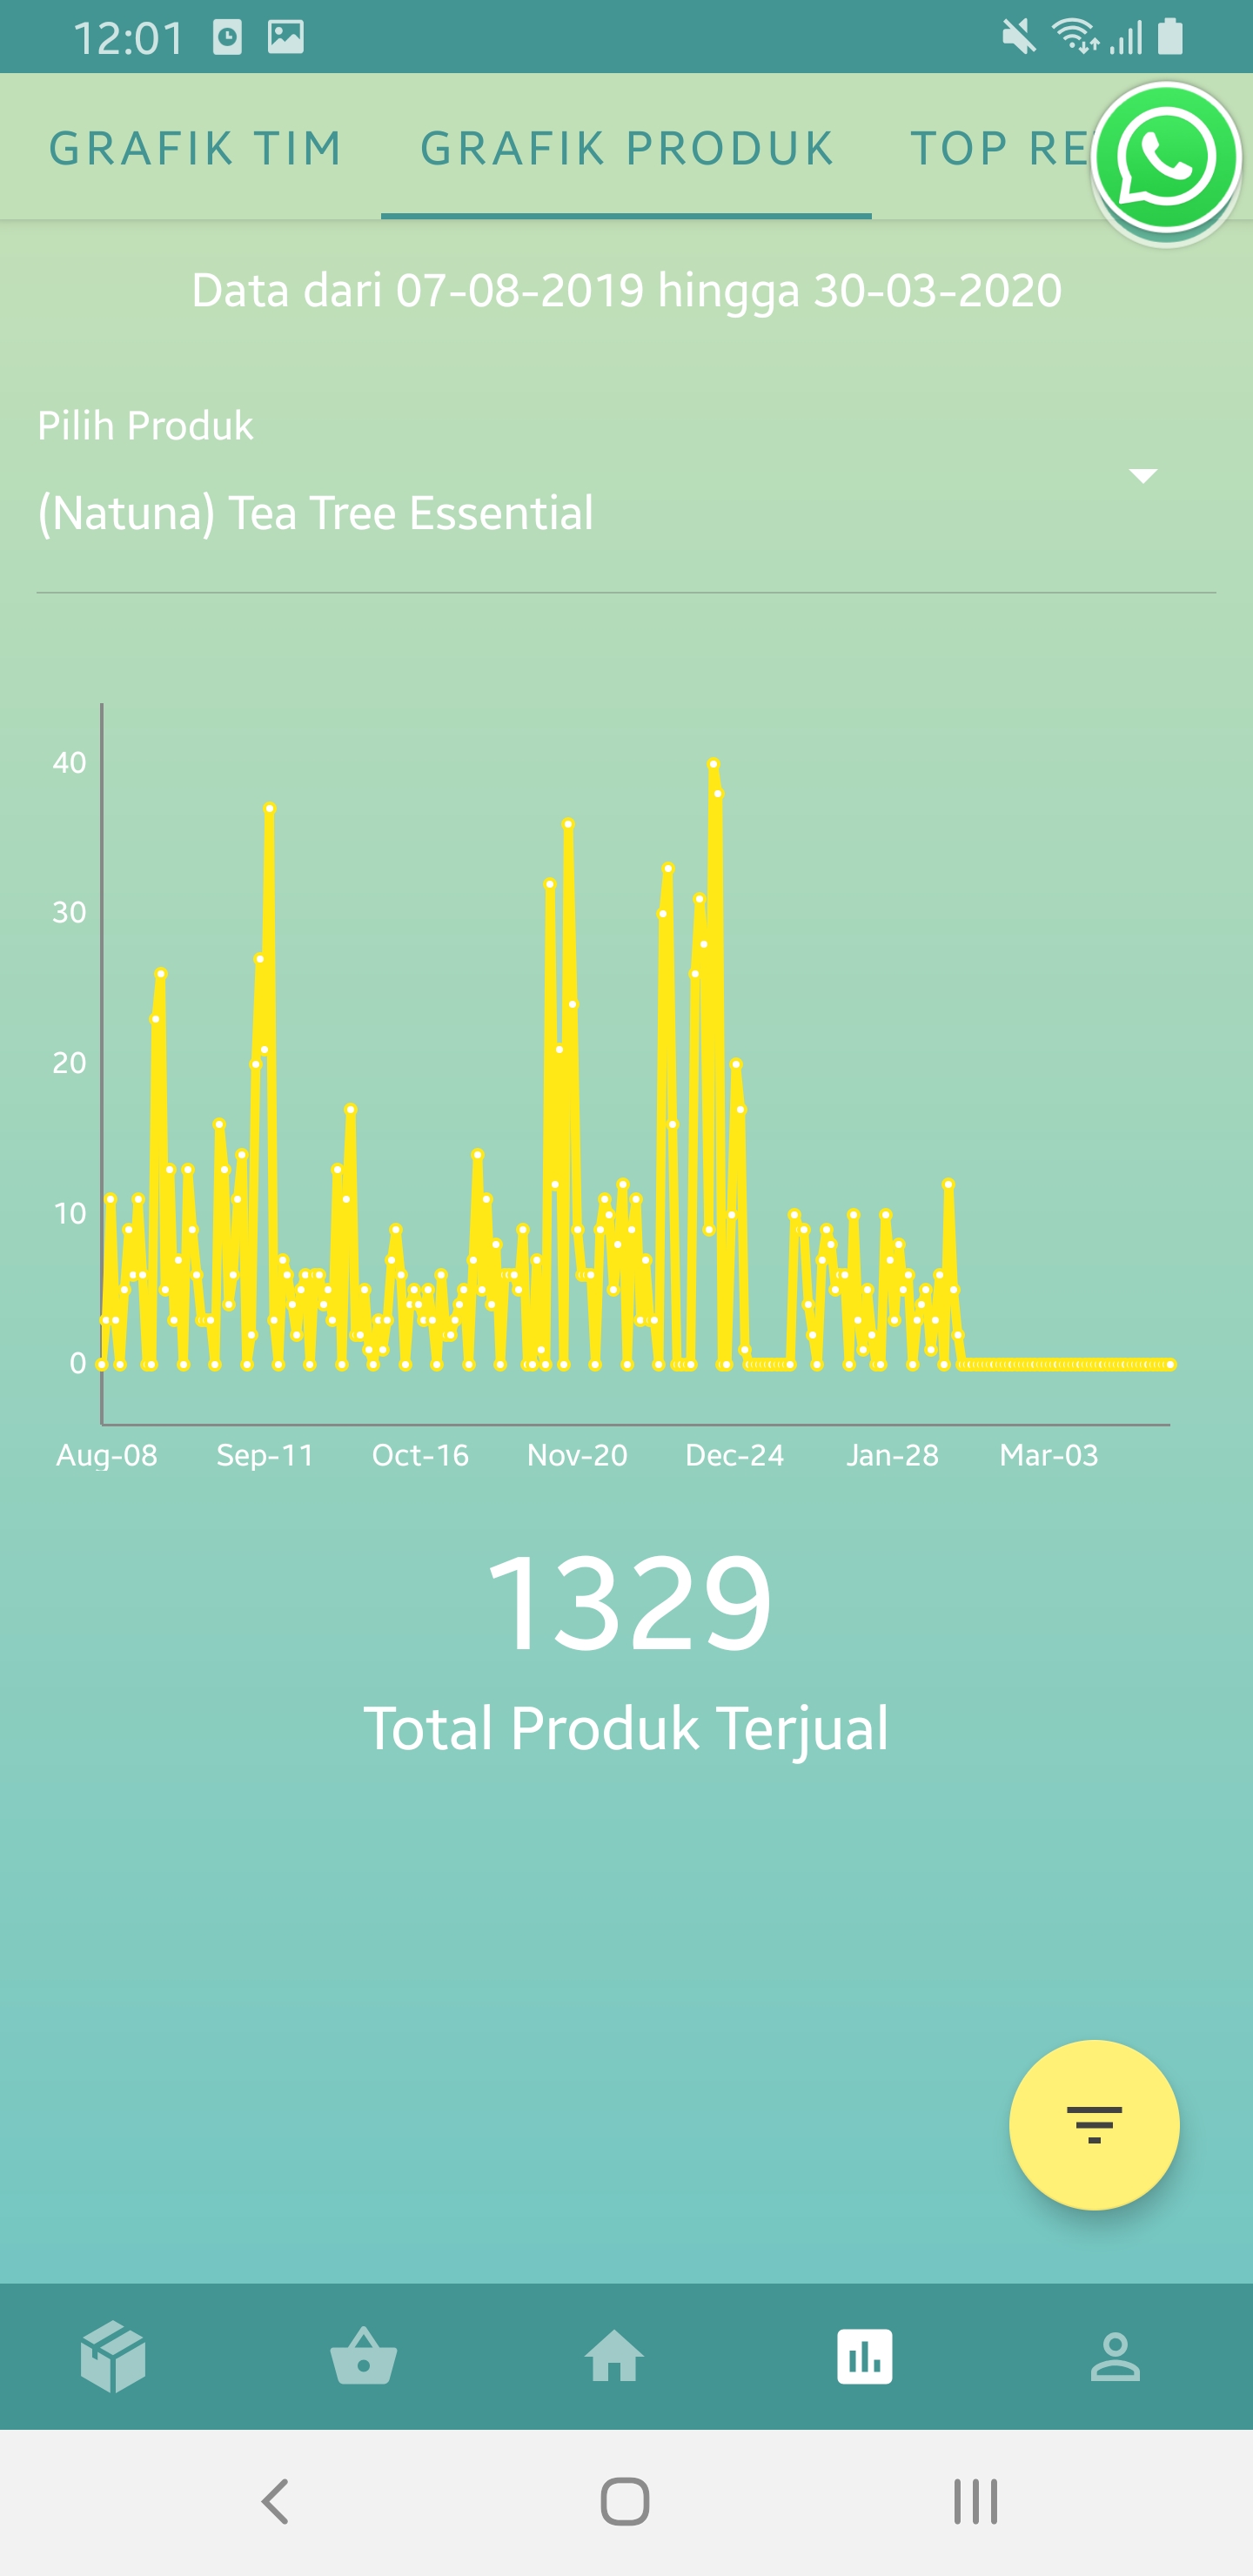 12:01
GRAFIK TIM GRAFIK PRODUK TOP
Data dari 07-08-2019 hingga 30-03-2020
Pilih Produk
(Natuna) Tea Tree Essential
40
30
20
10
0
Aug-08 Sep-11 Oct-16 Nov-20 Dec-24 Jan-28 Mar-03
1329
Total Produk Terjual